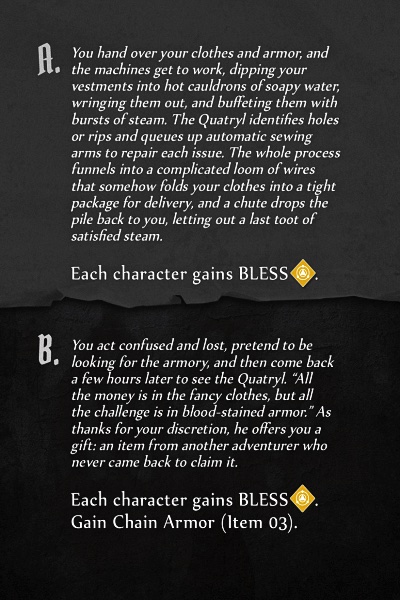 A.
You hand over your clothes and armor, and
the machines get to work, dipping your
vestments into hot cauldrons of soapy water,
wringing them out, and buffeting them with
bursts of steam. The Quatryl identifies holes
or rips and queues up automatic sewing
arms to repair each issue. The whole process
funnels into a complicated loom of wires
that somehow folds your clothes into a tight
package for delivery, and a chute drops the
pile back to you, letting out a last toot of
satisfied steam.
Each character gains BLESS.
B.
You act confused and lost, pretend to be
looking for the armory, and then come back
a few hours later to see the Quatryl. “All
the money is in the fancy clothes, but all
the challenge is in blood-stained armor.” As
thanks for your discretion, he offers you a
gift: an item from another adventurer who
never came back to claim it.
Each character gains BLESS.
Gain Chain Armor (Item 03).